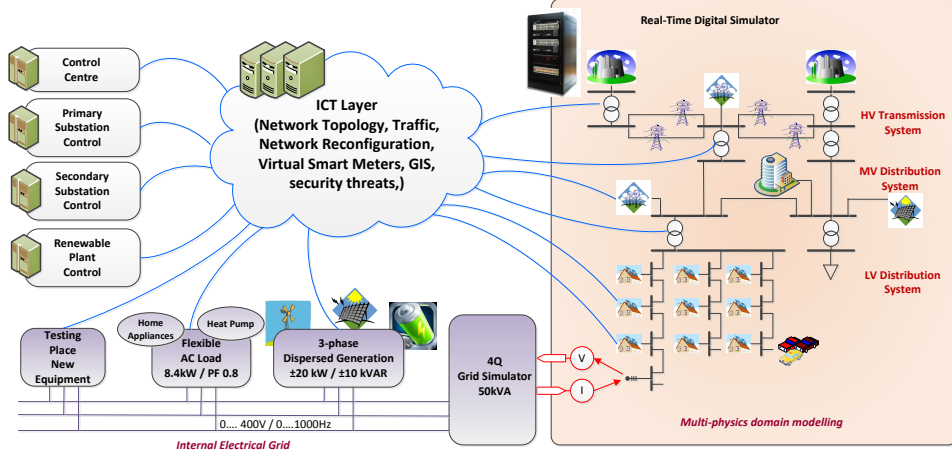 Real-Time Digital Simulator
Control
Centre
Primary
Substation
Control
Secondary
Substation
Control
Renewable
Plant
Control
ICT Layer
(Network Topology, Traffic,
Network Reconfiguration,
Virtual Smart Meters, GIS,
security threats,)
HV Transmission
System
MV Distribution
System
LV Distribution
System
Testing
Place
New
Equipment
Home
Appliances
Heat Pump
Flexible
AC Load
8.4kW / PF 0.8
3-phase
Dispersed Generation
±20 kW / ±10 kVAR
4Q
Grid Simulator
50kVA
V
I
0.... 400V / 0....1000Hz
Internal Electrical Grid
Multi-physics domain modelling